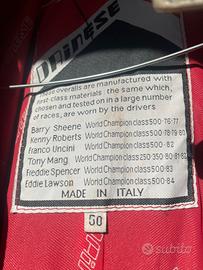 Dainese
These overalls are manufactured with
first-class materials the same which,
chosen and tested on in a large number
of races, are worn by the drivers
Barry Sheene World Champion class 500·76·77
Kenny Roberts World Champion class 500·78·79·80
Franco Uncini World Champion class 500·82
Tony Mang World Champion class 250 350 80·81·82
Freddie Spencer World Champion class 500·83
Eddie Lawson World Champion class 500·84
MADE IN ITALY
50
subito